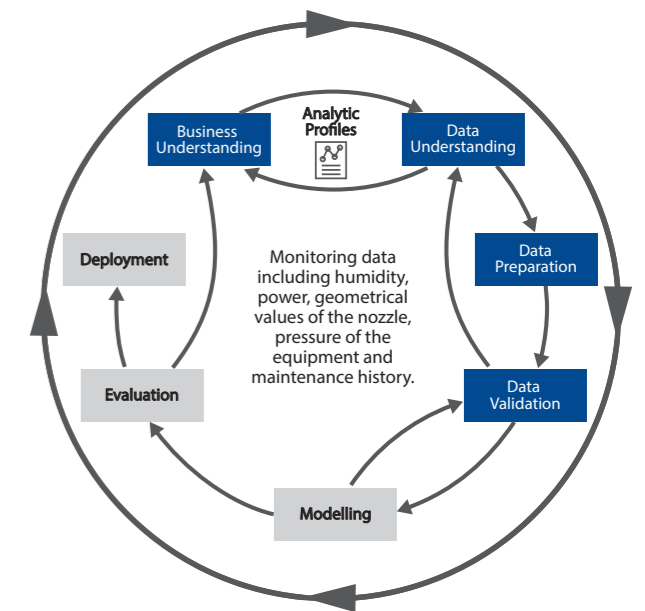 Business
Understanding
Analytic
Profiles
Data
Understanding
Data
Preparation
Data
Validation
Modelling
Evaluation
Deployment
Monitoring data
including humidity,
power, geometrical
values of the nozzle,
pressure of the
equipment and
maintenance history.